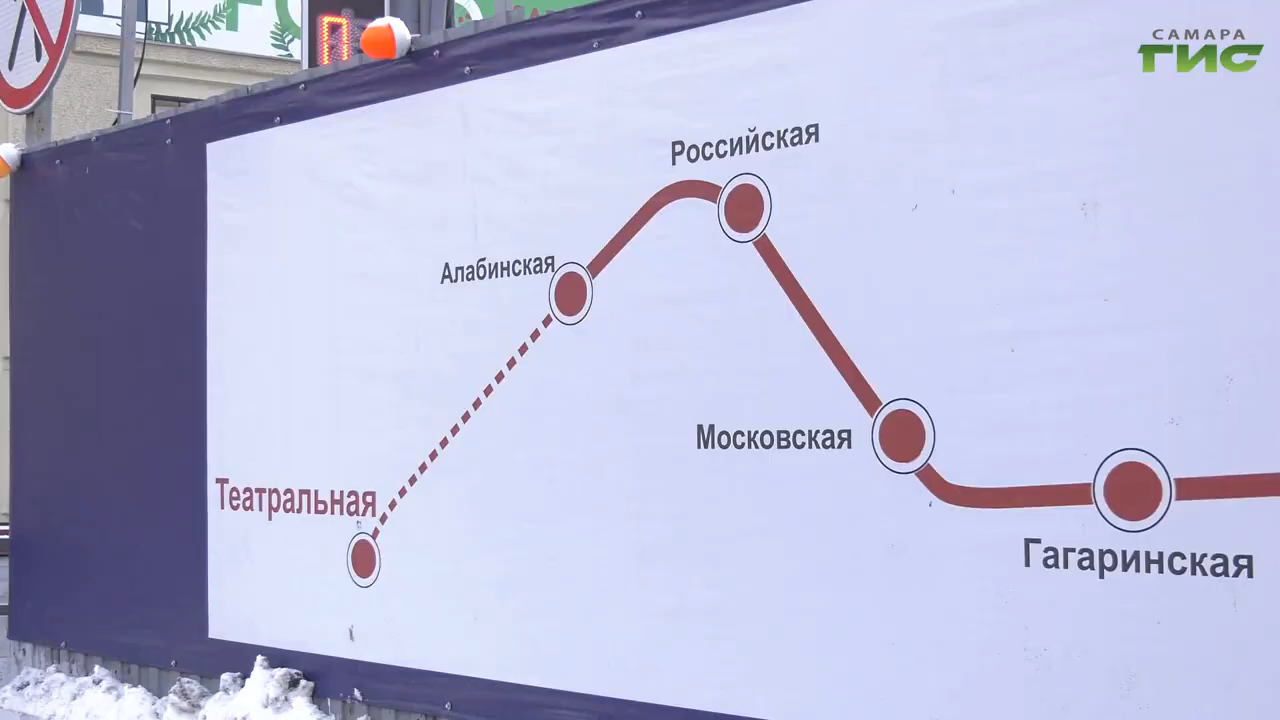 САМАРА
ГИС
П
Российская
Алабинская
Московская
Театральная
Гагаринская